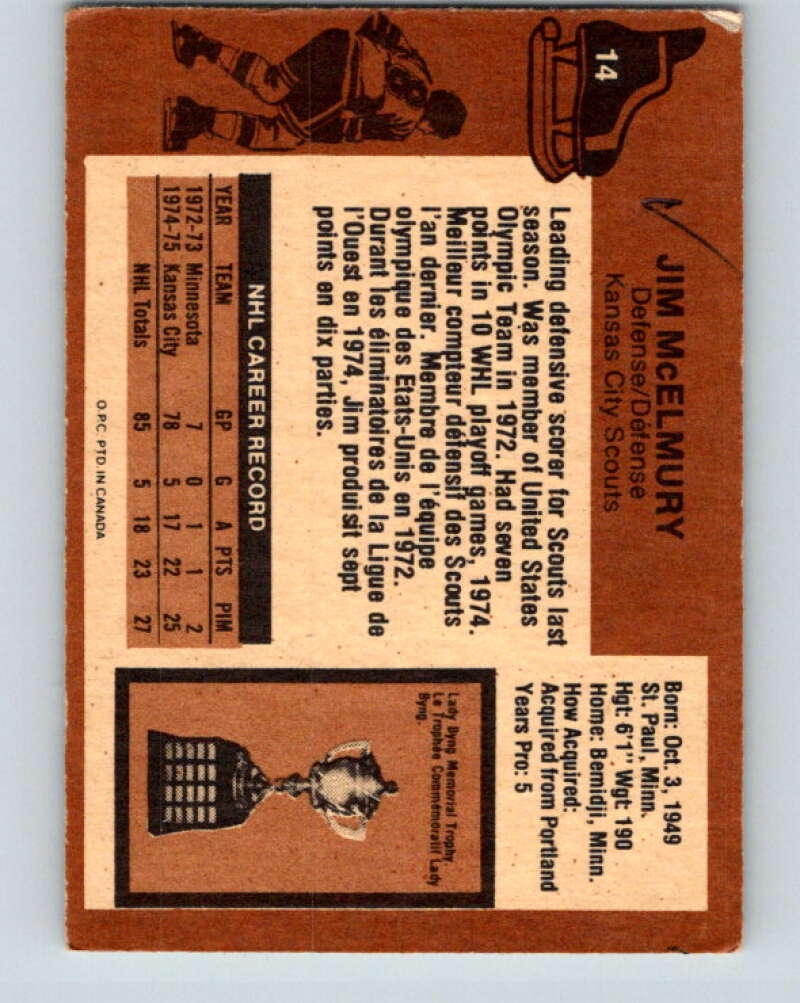 14
JIM McELMURY
Defense/Défense
Kansas City Scouts
Born: Oct. 3, 1949
St. Paul, Minn.
Hgt: 6'1" Wgt: 190
Home: Bemidji, Minn.
How Acquired:
Acquired from Portland
Years Pro: 5
Leading defensive scorer for Scouts last
season. Was member of United States
Olympic Team in 1972. Had seven
points in 10 WHL playoff games, 1974.
Meilleur compteur défensif des Scouts
l'an dernier. Membre de l'équipe
olympique des Etats-Unis en 1972.
Durant les éliminatoires de la Ligue de
l'Ouest en 1974, Jim produisit sept
points en dix parties.
NHL CAREER RECORD
YEAR TEAM GP G A PTS PIM
1972-73 Minnesota 7 0 1 1 2
1974-75 Kansas City 78 5 17 22 25
NHL Totals 85 5 18 23 27
Lady Byng Memorial Trophy
Le Trophée Commémoratif Lady
Byng.
O.P.C. PTD. IN CANADA